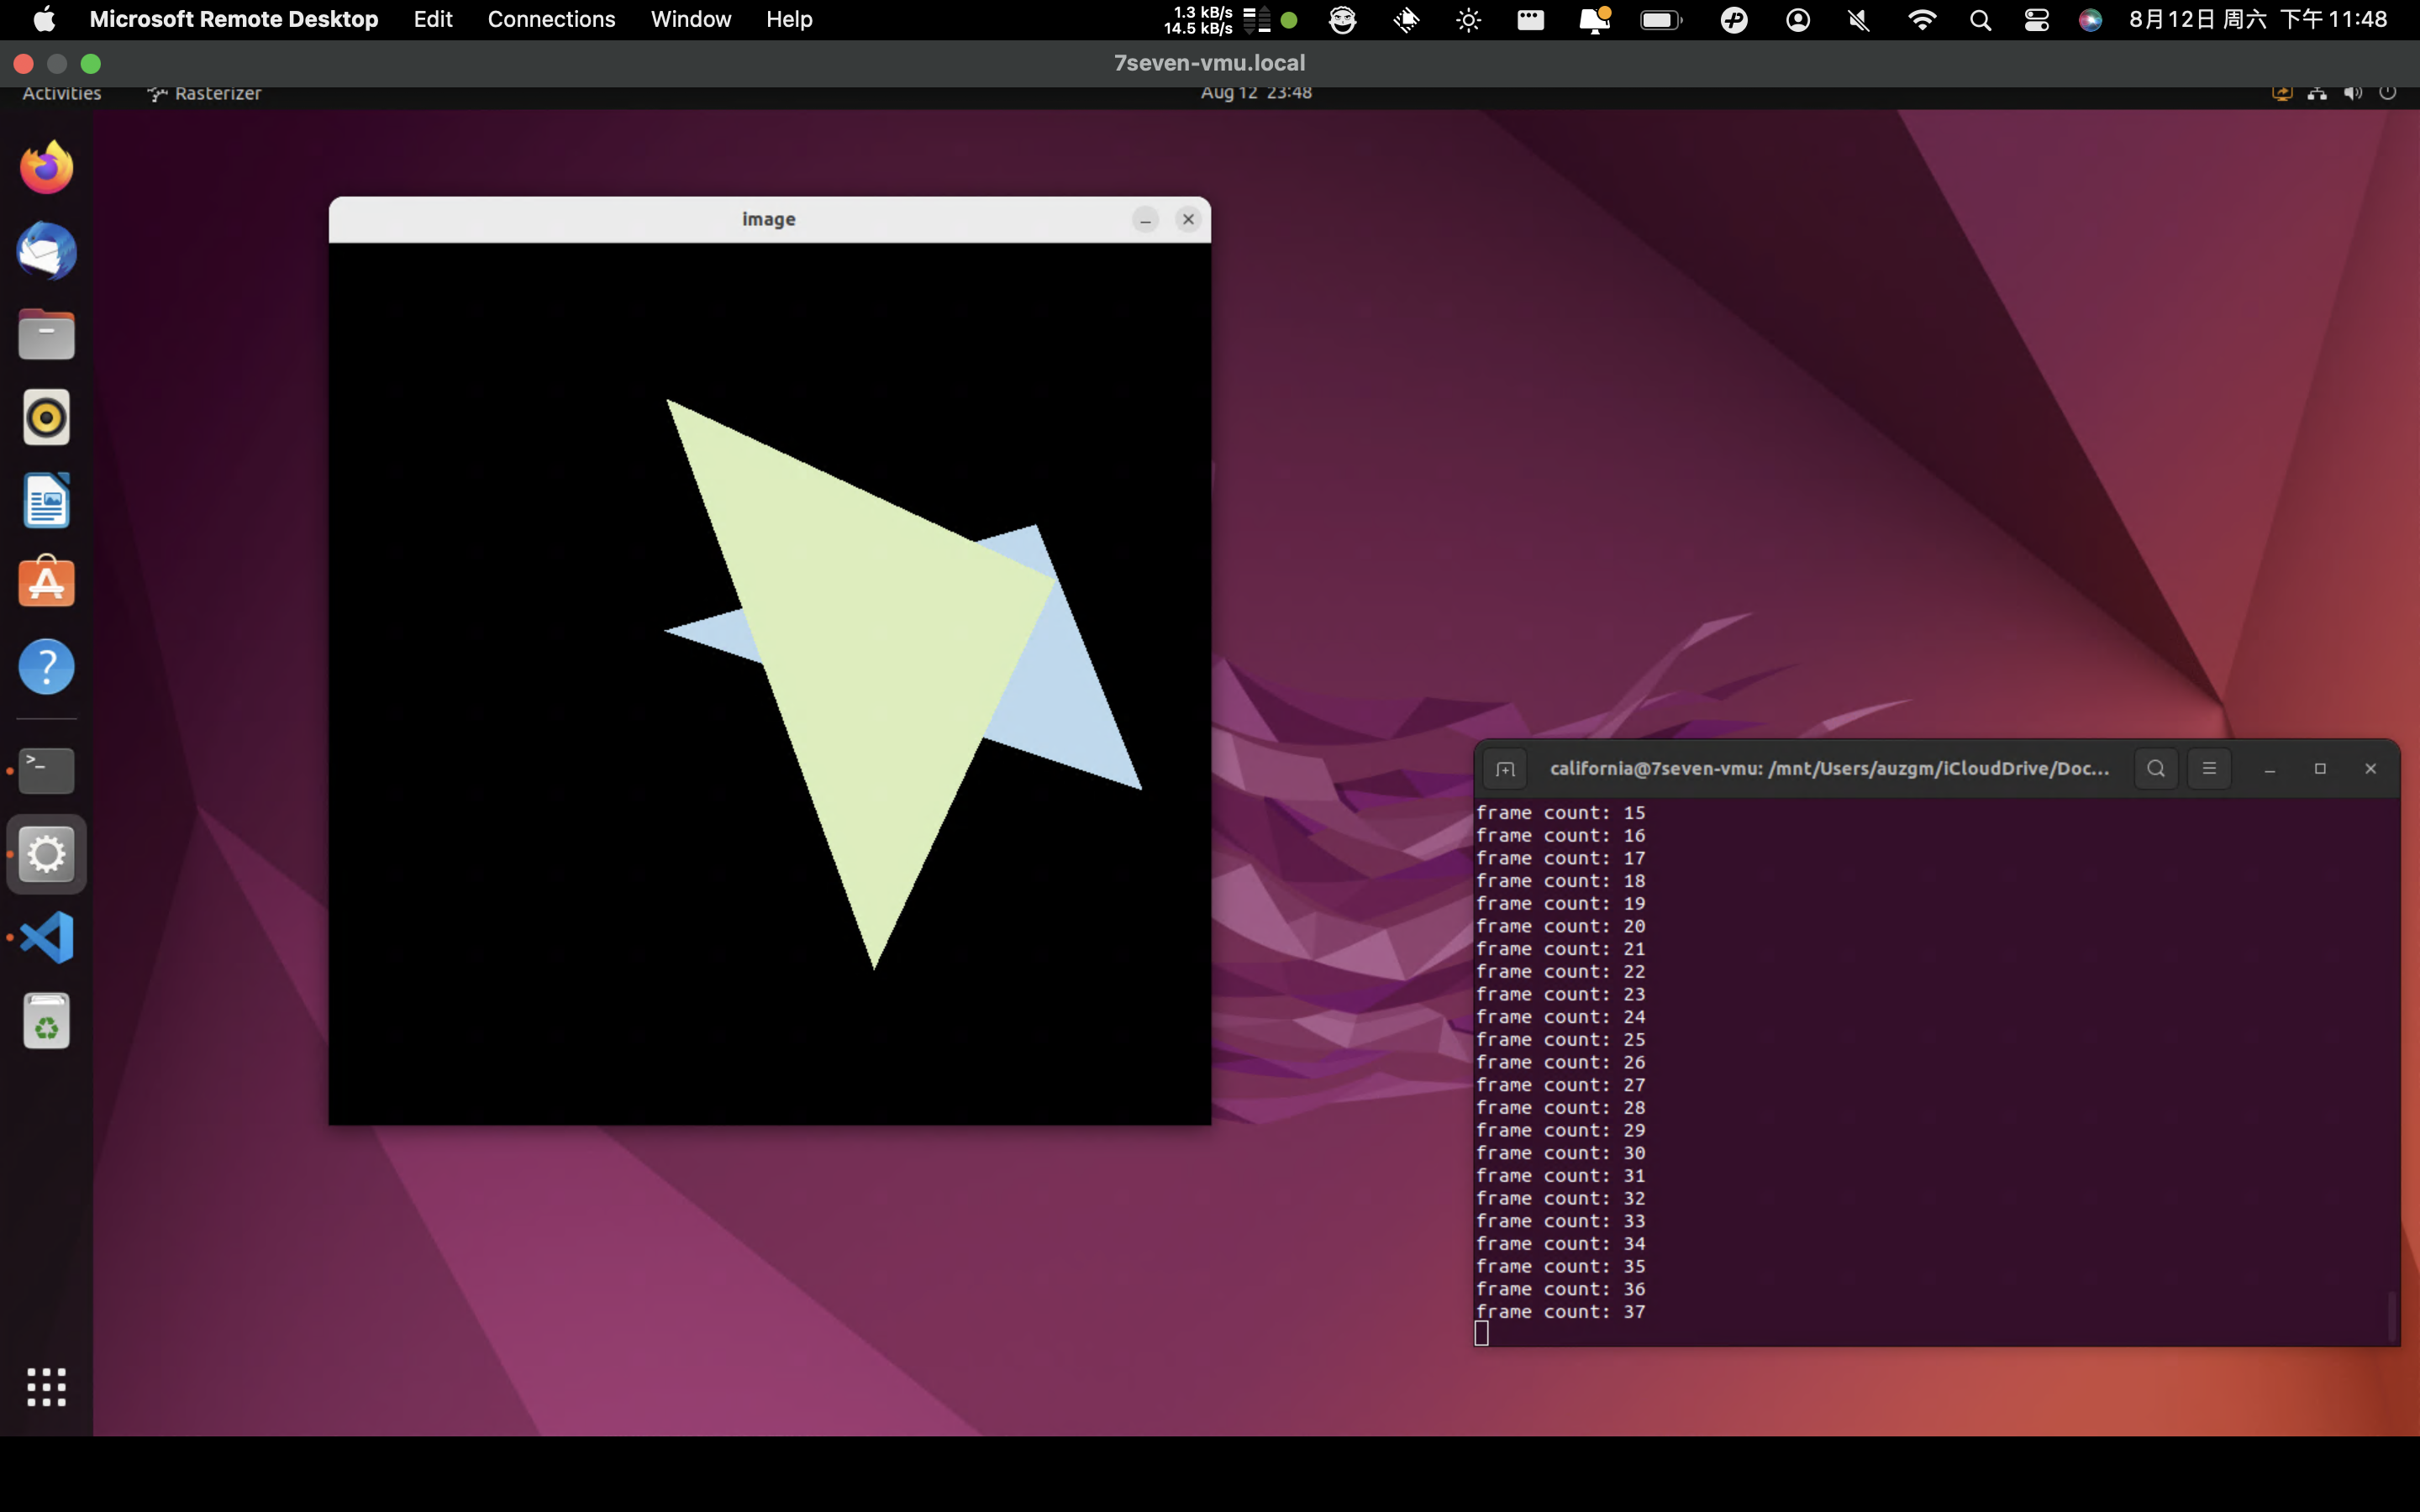 Microsoft Remote Desktop Edit Connections Window Help 1.3 kB/s 14.5 kB/s 8月12日 周六 下午 11:48
7seven-vmu.local
Activities Rasterizer Aug 12 23:48
image
california@7seven-vmu: /mnt/Users/auzgm/iCloudDrive/Doc...
frame count: 15
frame count: 16
frame count: 17
frame count: 18
frame count: 19
frame count: 20
frame count: 21
frame count: 22
frame count: 23
frame count: 24
frame count: 25
frame count: 26
frame count: 27
frame count: 28
frame count: 29
frame count: 30
frame count: 31
frame count: 32
frame count: 33
frame count: 34
frame count: 35
frame count: 36
frame count: 37